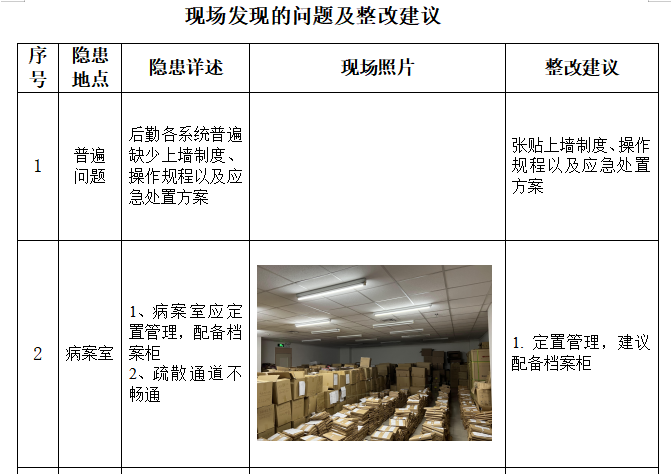 现场发现的问题及整改建议
序号
隐患地点
隐患详述
现场照片
整改建议
1
普遍
问题
后勤各系统普遍
缺少上墙制度、
操作规程以及应
急处置方案
张贴上墙制度、操作
规程以及应急处置
方案
2
病案室
1、病案室应定
置管理，配备档
案柜
2、疏散通道不
畅通
1. 定置管理，建议
配备档案柜